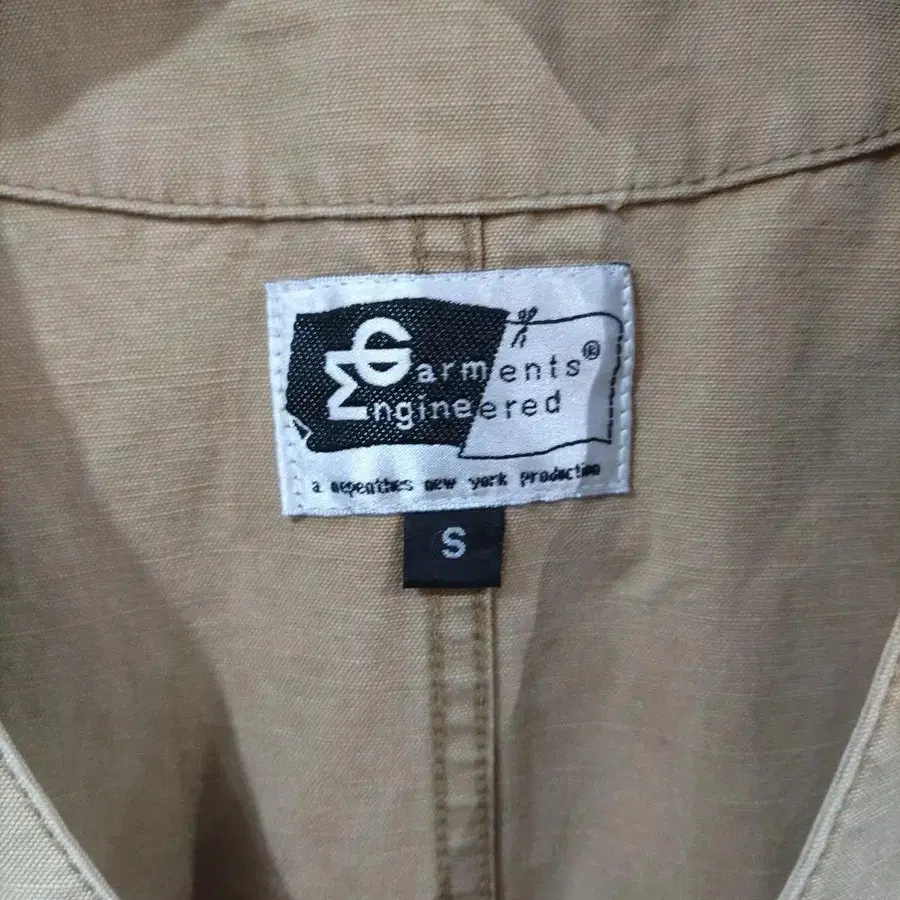 Garments®
Engineered
a nepenthes new york production
S